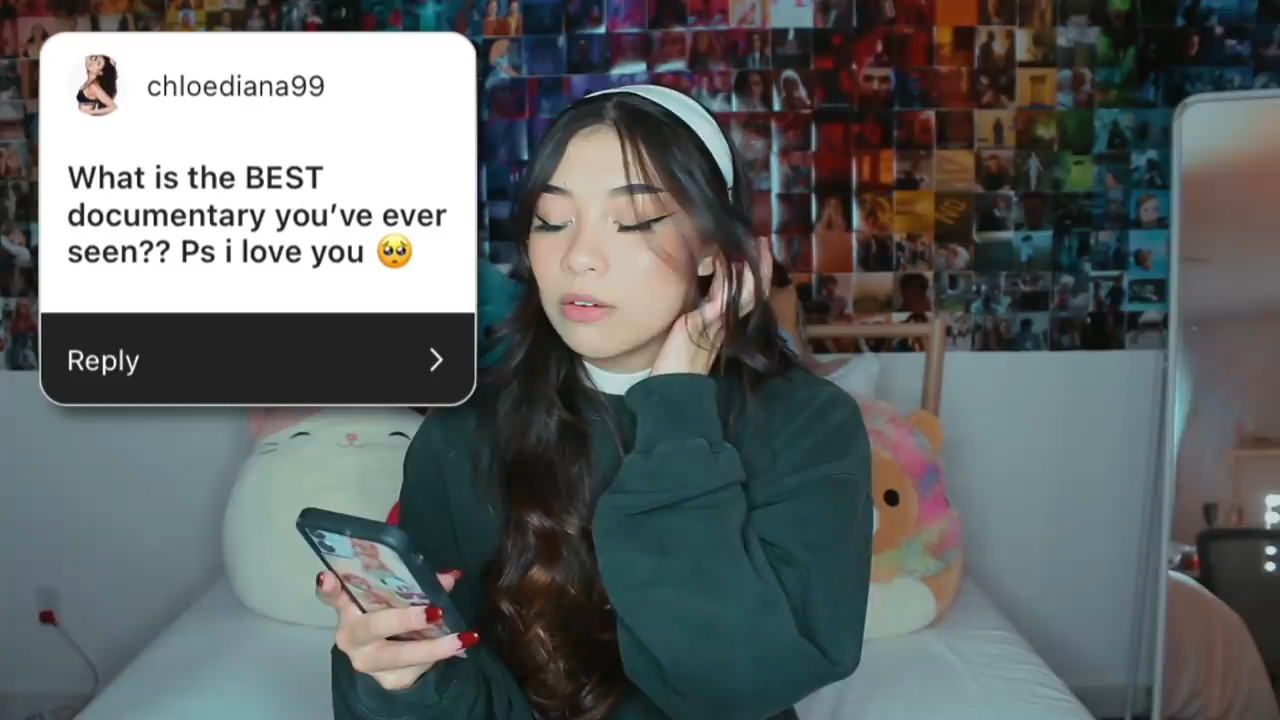 chloediana99
What is the BEST
documentary you’ve ever
seen?? Ps i love you 🥹
Reply